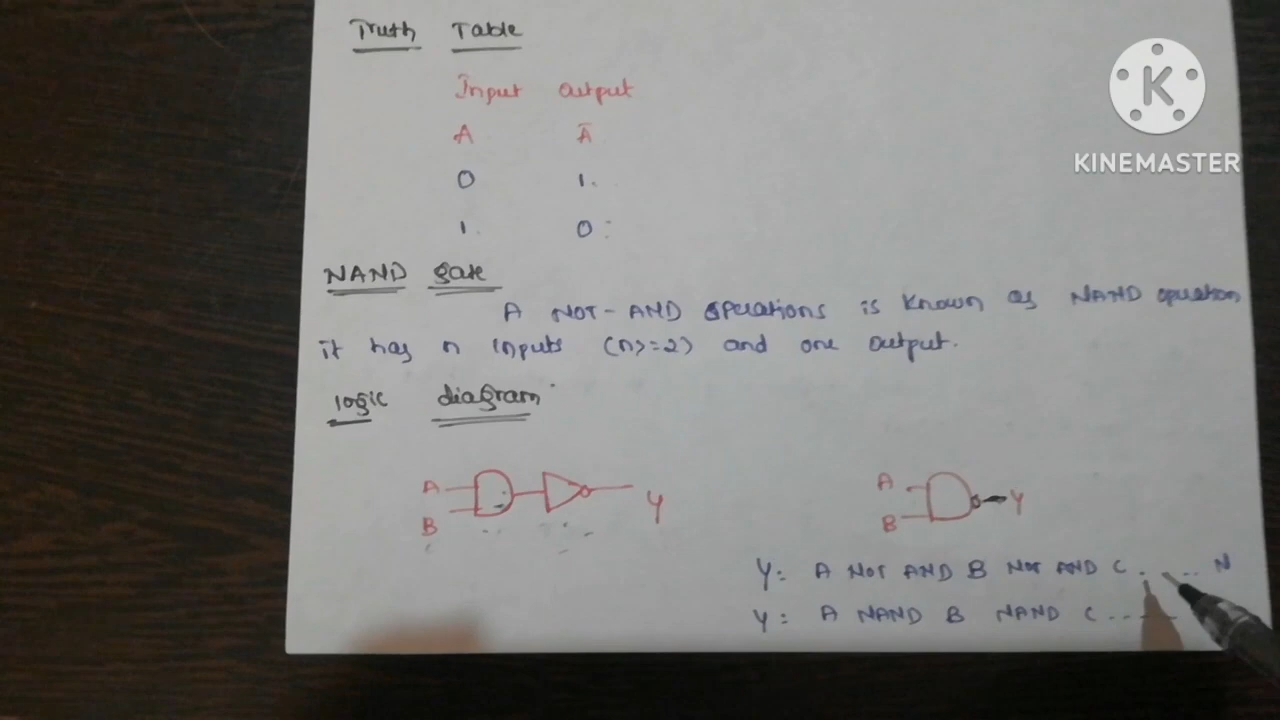 Truth Table
Input Output
A Ā
0 1.
1. 0:
K
KINEMASTER
NAND gate
A NOT-AND operations is known as NAND operation
it has n inputs (n>=2) and one output.
logic diagram
A
B
Y
A
B
Y
Y: A NOT AND B NOT AND C . . . . . N
Y: A NAND B NAND C . . . .